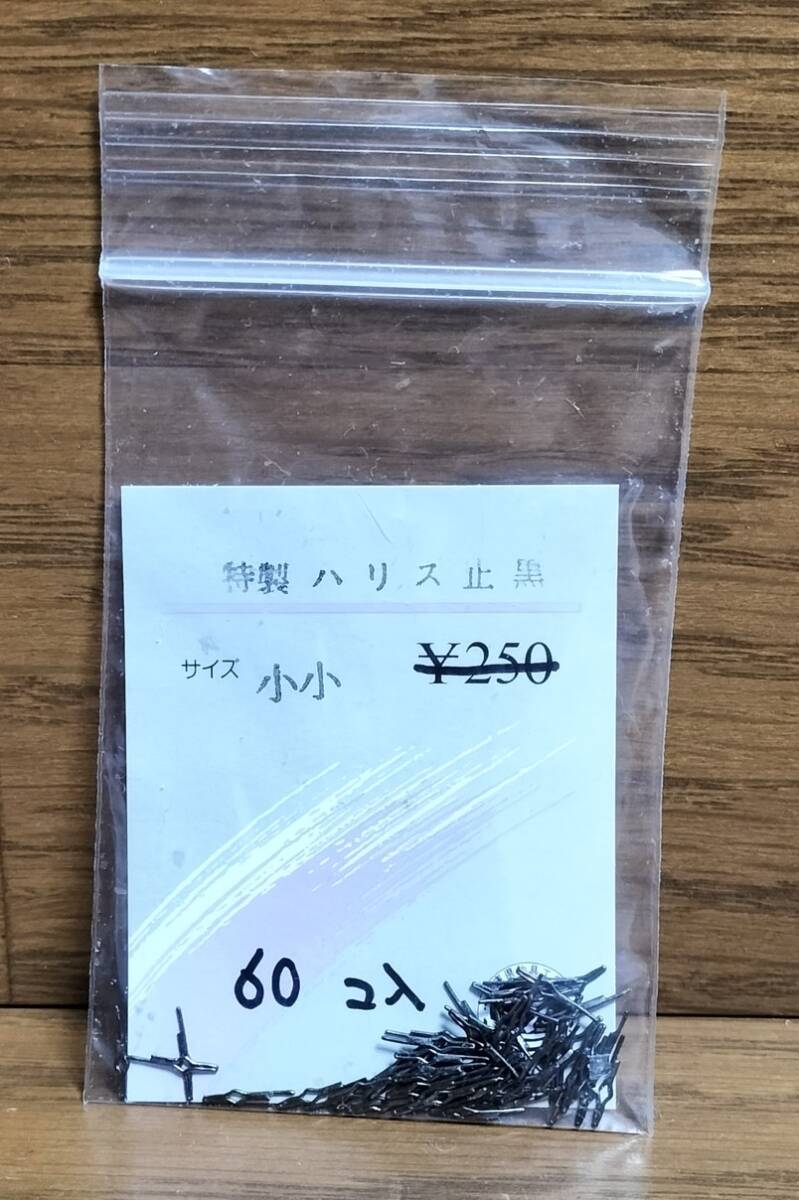 特製 ハリス止 黒
サイズ 小小 ¥250
60 コ入